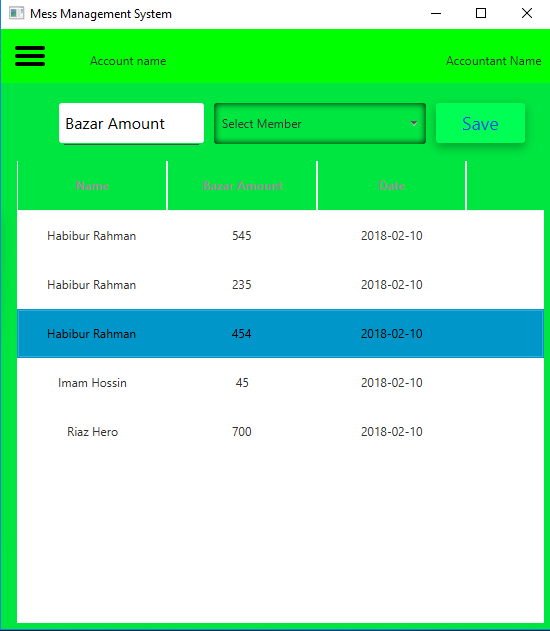 Mess Management System
Account name
Accountant Name
Bazar Amount
Select Member
Save
Name Bazar Amount Date
Habibur Rahman 545 2018-02-10
Habibur Rahman 235 2018-02-10
Habibur Rahman 454 2018-02-10
Imam Hossin 45 2018-02-10
Riaz Hero 700 2018-02-10